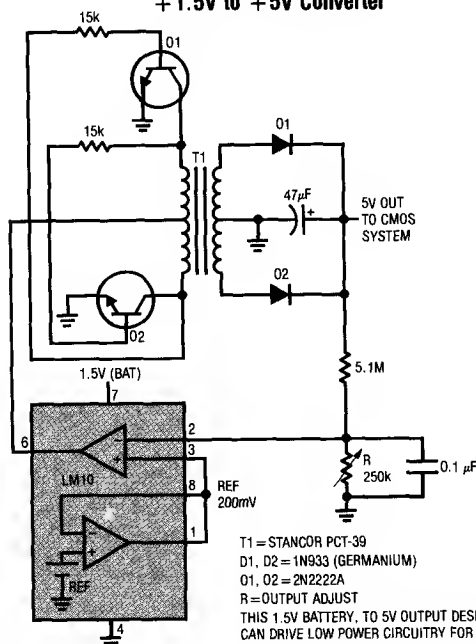 +1.5V to +5V Converter
15k
Q1
15k
T1
D1
47µF
+
5V OUT
TO CMOS
SYSTEM
D2
Q2
5.1M
1.5V (BAT)
7
6
2
3
LM10
8
REF
200mV
1
REF
4
R
250k
0.1 µF
T1 = STANCOR PCT-39
D1, D2 = 1N933 (GERMANIUM)
Q1, Q2 = 2N2222A
R = OUTPUT ADJUST
THIS 1.5V BATTERY, TO 5V OUTPUT DESI
CAN DRIVE LOW POWER CIRCUITRY FOR